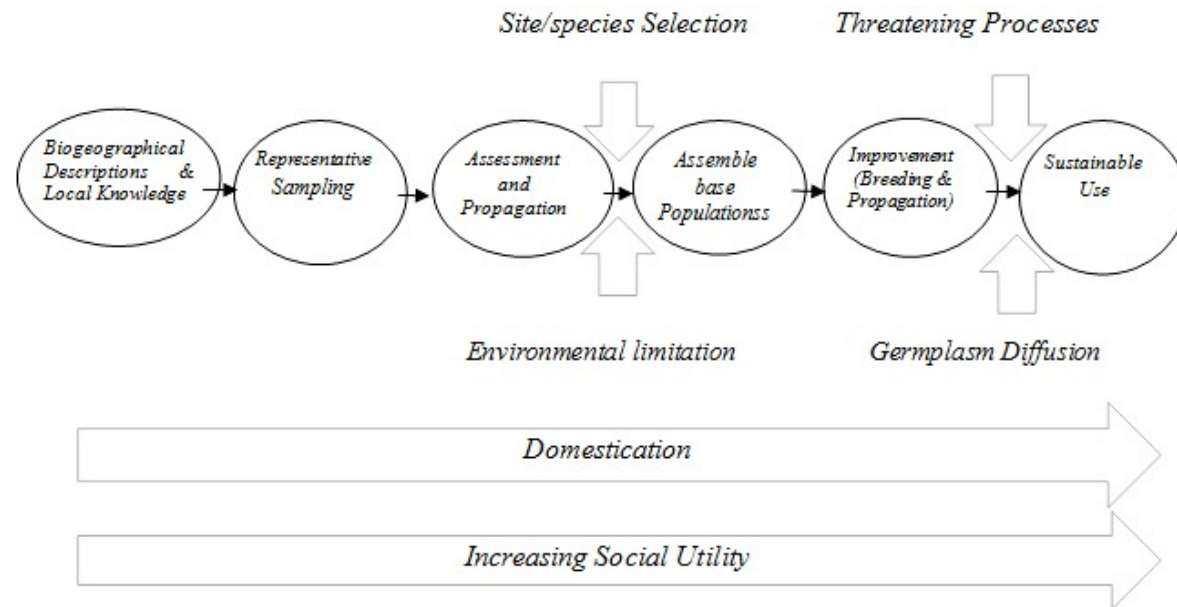 Site/species Selection
Threatening Processes
Biogeographical
Descriptions &
Local Knowledge
Representative
Sampling
Assessment
and
Propagation
Assemble
base
Populationss
Improvement
(Breeding &
Propagation)
Sustainable
Use
Environmental limitation
Germplasm Diffusion
Domestication
Increasing Social Utility